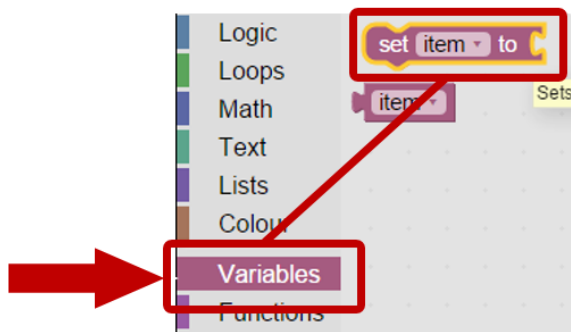 Logic
Loops
Math
Text
Lists
Colour
Variables
Functions
set item to
item
Sets